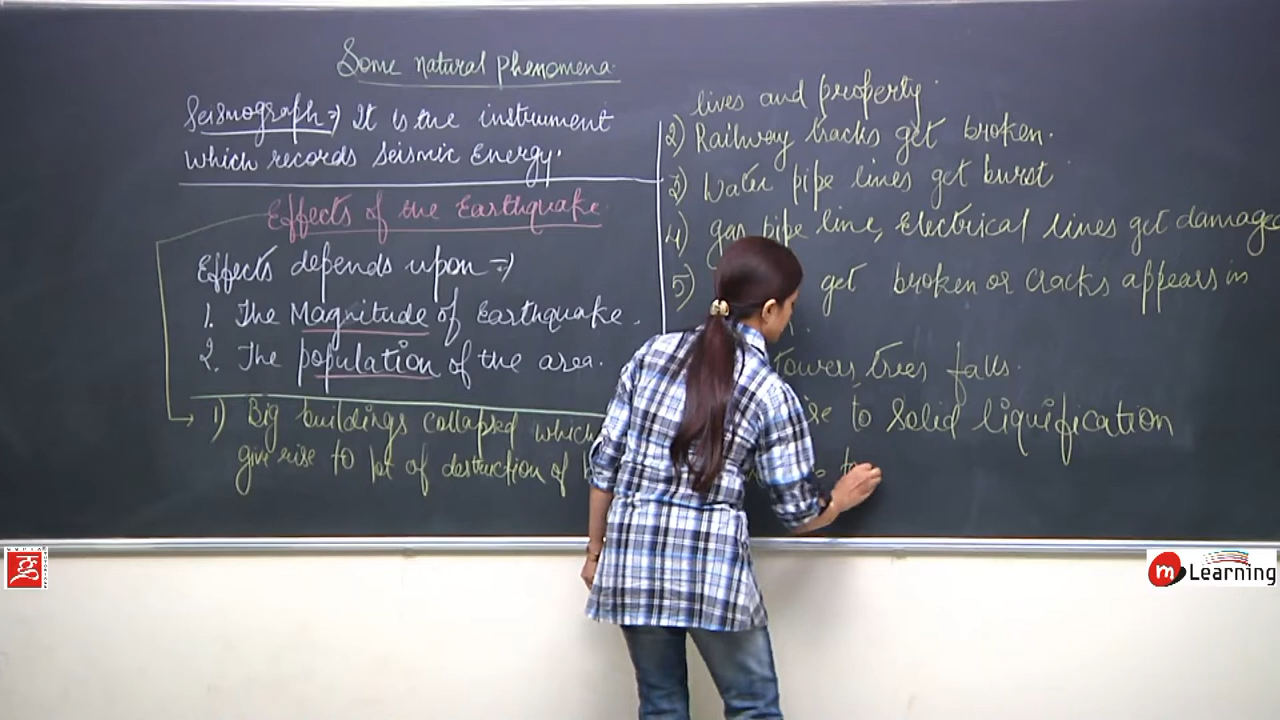 Some natural phenomena.
Seismograph ⇒ It is the instrument
which records seismic Energy.
Effects of the Earthquake.
Effects depends upon :-)
1. The Magnitude of Earthquake.
2. The population of the area.
1) Big buildings collapsed which
give rise to lot of destruction of
lives and property.
2) Railway tracks get broken.
3) Water pipe lines get burst
4) gas pipe line, Electrical lines get damaged
5) get broken or cracks appears in
towers, trees falls.
to solid liquification
to
g
m Learning